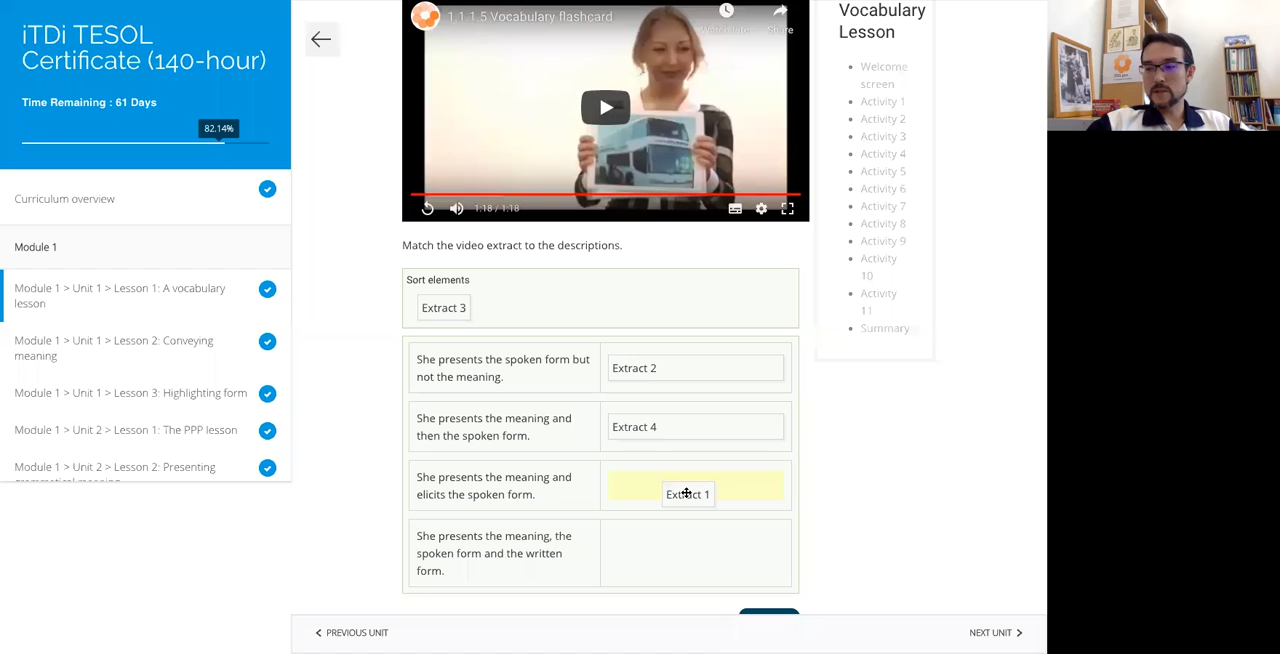 iTDi TESOL
Certificate (140-hour)
Time Remaining : 61 Days
82.14%
Curriculum overview
Module 1
Module 1 > Unit 1 > Lesson 1: A vocabulary
lesson
Module 1 > Unit 1 > Lesson 2: Conveying
meaning
Module 1 > Unit 1 > Lesson 3: Highlighting form
Module 1 > Unit 2 > Lesson 1: The PPP lesson
Module 1 > Unit 2 > Lesson 2: Presenting
grammatical meaning
1.1.1.5 Vocabulary flashcard
Watch later
Share
1:18 / 1:18
Match the video extract to the descriptions.
Sort elements
Extract 3
She presents the spoken form but
not the meaning.
Extract 2
She presents the meaning and
then the spoken form.
Extract 4
She presents the meaning and
elicits the spoken form.
Extract 1
She presents the meaning, the
spoken form and the written
form.
PREVIOUS UNIT
NEXT UNIT
Vocabulary
Lesson
Welcome
screen
Activity 1
Activity 2
Activity 3
Activity 4
Activity 5
Activity 6
Activity 7
Activity 8
Activity 9
Activity
10
Activity
11
Summary